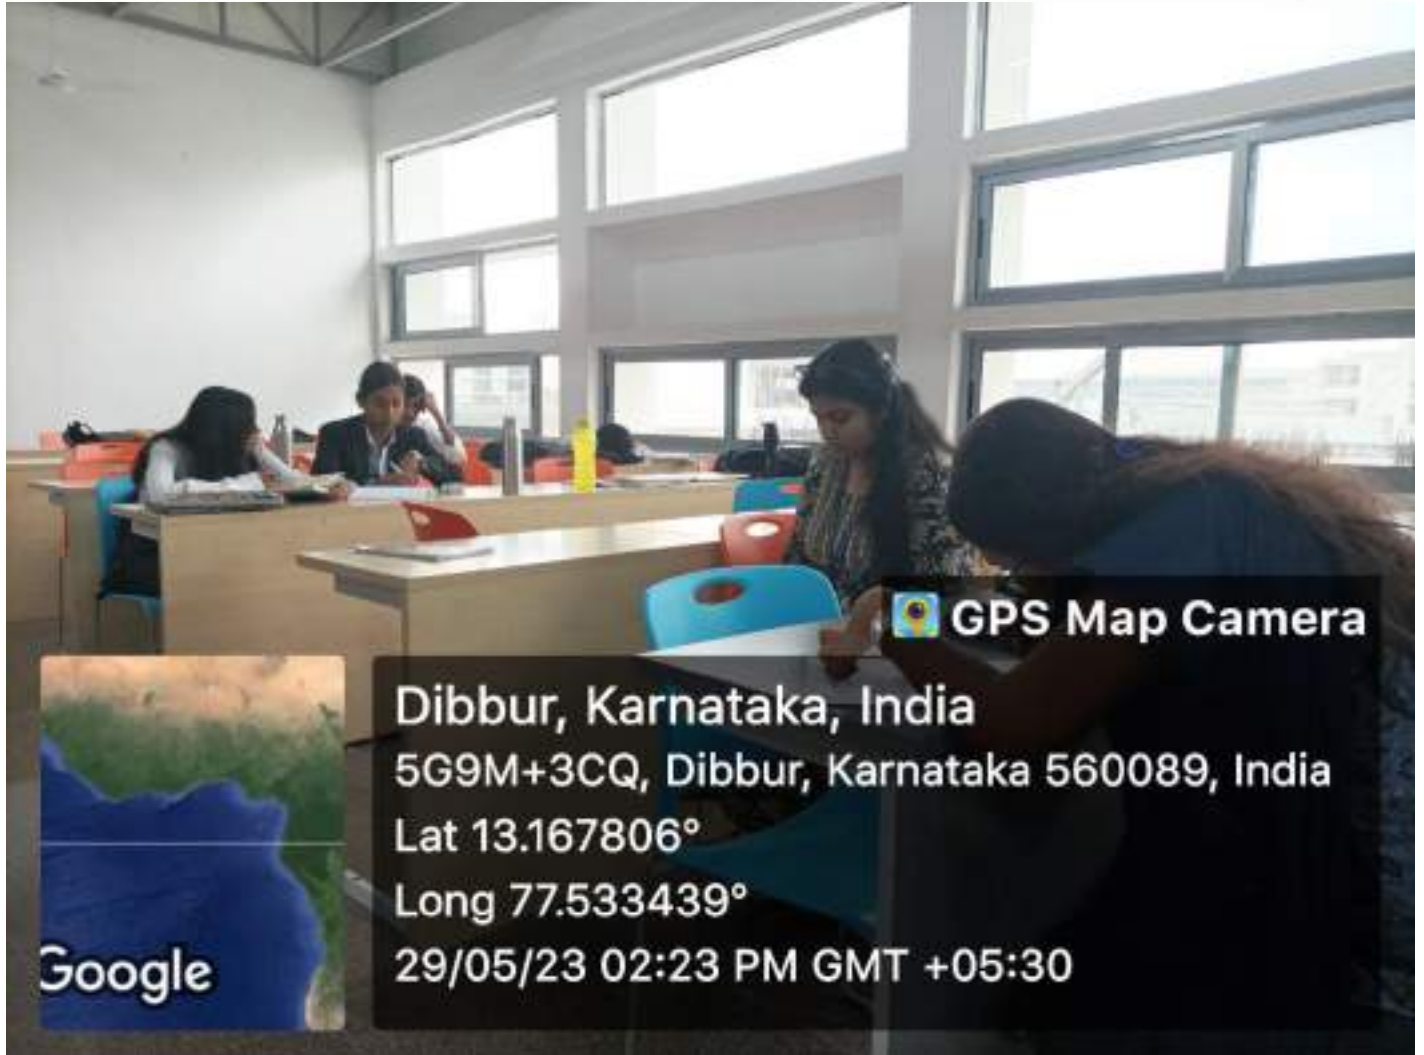 GPS Map Camera
Dibbur, Karnataka, India
5G9M+3CQ, Dibbur, Karnataka 560089, India
Lat 13.167806°
Long 77.533439°
29/05/23 02:23 PM GMT +05:30
Google